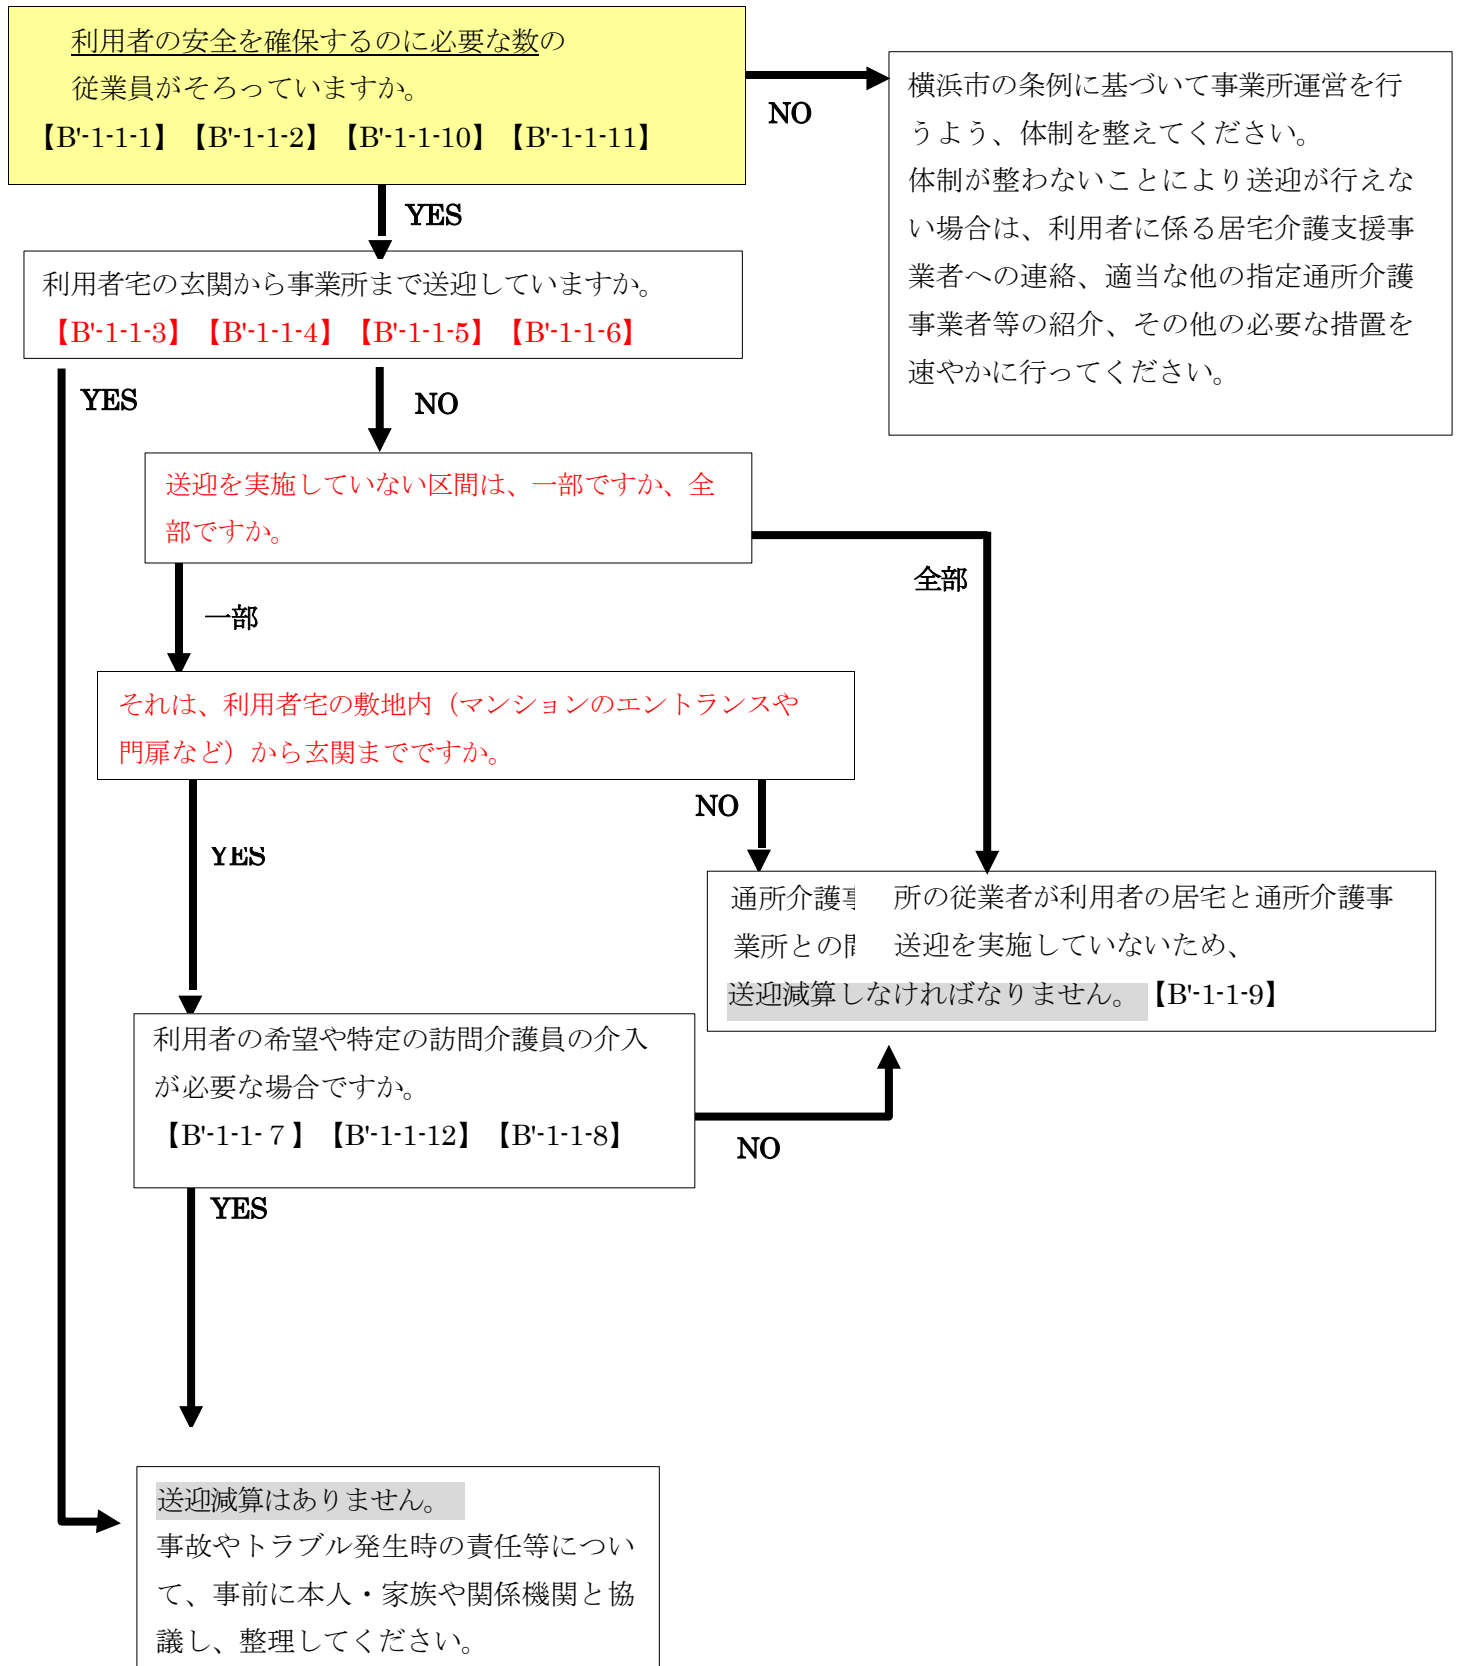 利用者の安全を確保するのに必要な数の
従業員がそろっていますか。
【B'-1-1-1】【B'-1-1-2】【B'-1-1-10】【B'-1-1-11】
NO
横浜市の条例に基づいて事業所運営を行
うよう、体制を整えてください。
体制が整わないことにより送迎が行えな
い場合は、利用者に係る居宅介護支援事
業者への連絡、適当な他の指定通所介護
事業者等の紹介、その他の必要な措置を
速やかに行ってください。
YES
利用者宅の玄関から事業所まで送迎していますか。
【B'-1-1-3】【B'-1-1-4】【B'-1-1-5】【B'-1-1-6】
YES
NO
送迎を実施していない区間は、一部ですか、全
部ですか。
全部
一部
それは、利用者宅の敷地内（マンションのエントランスや
門扉など）から玄関までですか。
NO
YES
通所介護事 所の従業者が利用者の居宅と通所介護事
業所との 送迎を実施していないため、
送迎減算しなければなりません。【B'-1-1-9】
利用者の希望や特定の訪問介護員の介入
が必要な場合ですか。
【B'-1-1-７】【B'-1-1-12】【B'-1-1-8】
NO
YES
送迎減算はありません。
事故やトラブル発生時の責任等につい
て、事前に本人・家族や関係機関と協
議し、整理してください。